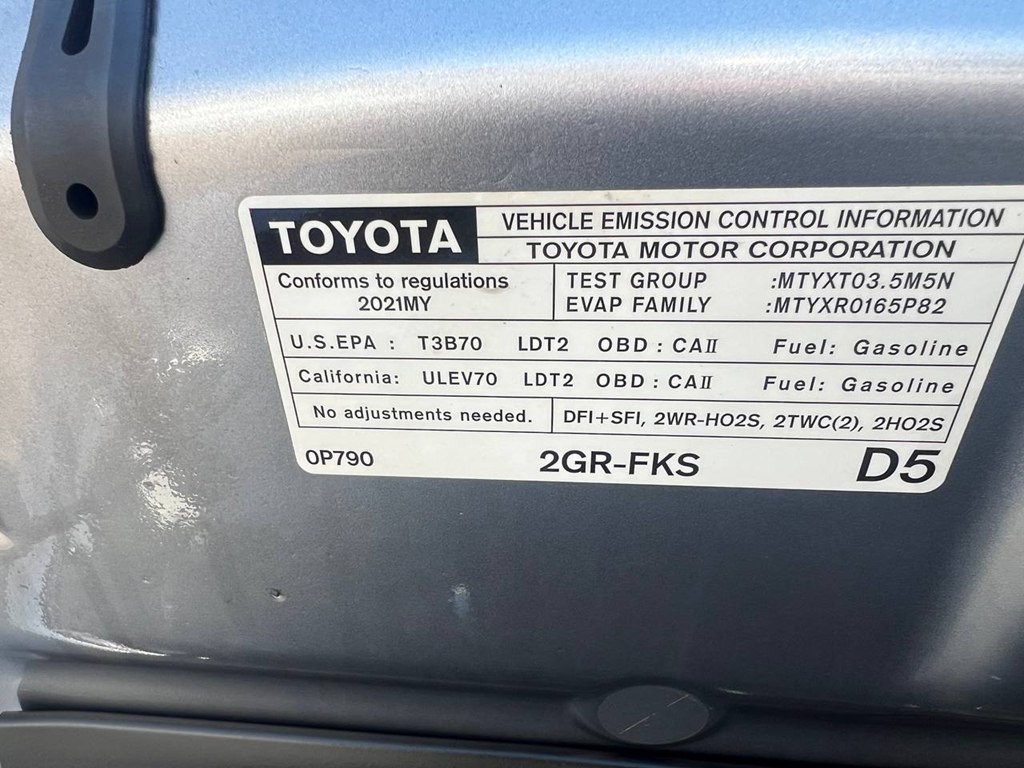 TOYOTA VEHICLE EMISSION CONTROL INFORMATION
TOYOTA MOTOR CORPORATION
Conforms to regulations
2021MY
TEST GROUP :MTYXT03.5M5N
EVAP FAMILY :MTYXR0165P82
U.S.EPA : T3B70 LDT2 OBD : CAII Fuel: Gasoline
California: ULEV70 LDT2 OBD : CAII Fuel: Gasoline
No adjustments needed. DFI+SFI, 2WR-HO2S, 2TWC(2), 2HO2S
0P790 2GR-FKS D5